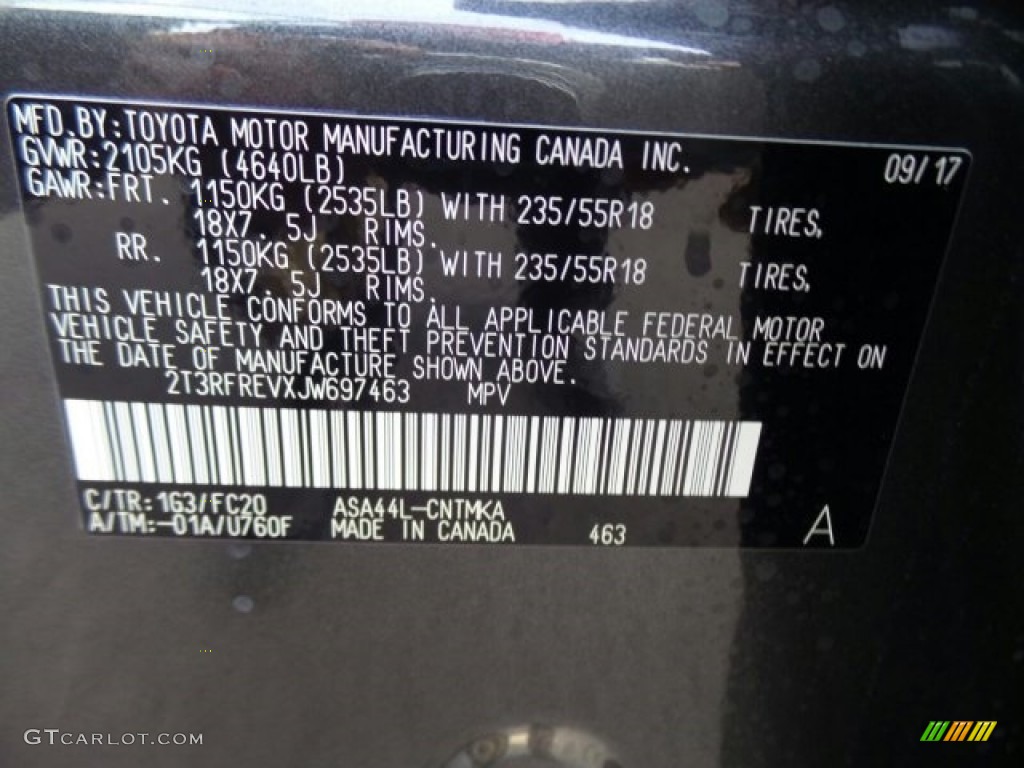 MFD.BY:TOYOTA MOTOR MANUFACTURING CANADA INC. 09/17
GVWR:2105KG (4640LB)
GAWR:FRT. 1150KG (2535LB) WITH 235/55R18 TIRES,
18X7. 5J RIMS.
RR. 1150KG (2535LB) WITH 235/55R18 TIRES,
18X7. 5J RIMS.
THIS VEHICLE CONFORMS TO ALL APPLICABLE FEDERAL MOTOR
VEHICLE SAFETY AND THEFT PREVENTION STANDARDS IN EFFECT ON
THE DATE OF MANUFACTURE SHOWN ABOVE.
2T3RFREVXJW697463 MPV
C/TR:1G3/FC20 ASA44L-CNTMKA
A/TM:-01A/U760F MADE IN CANADA 463 A
GTCARLOT.COM